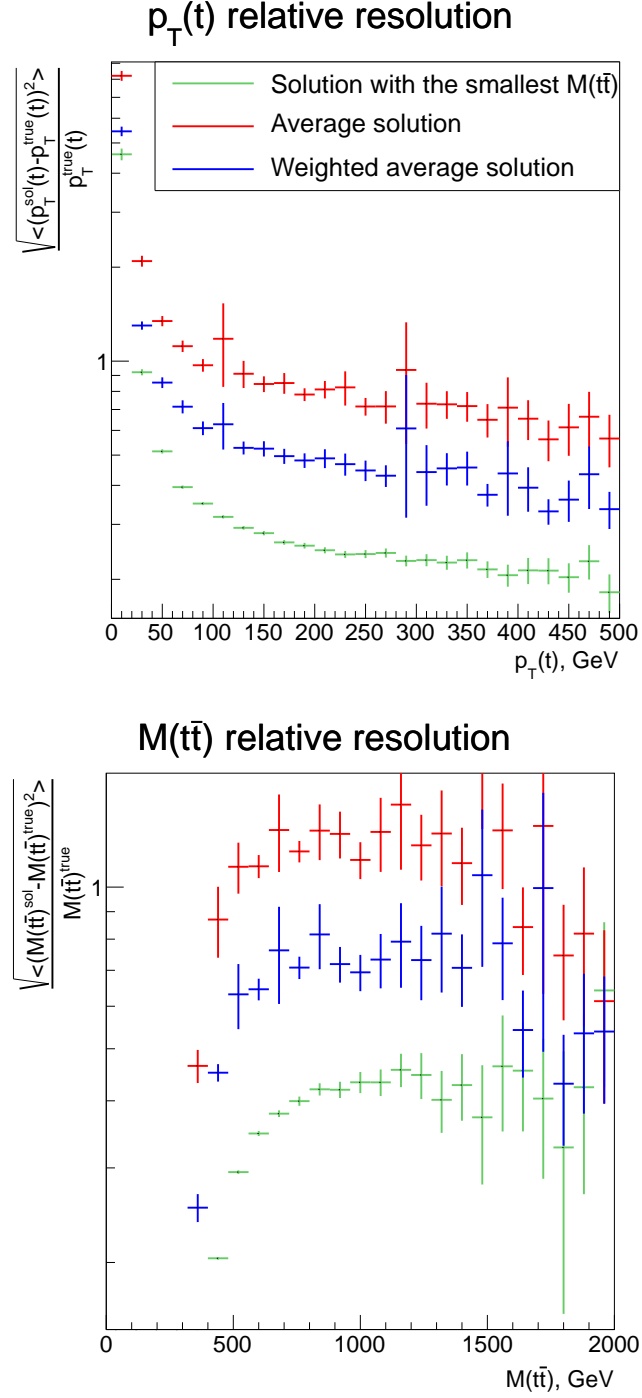 p_T(t) relative resolution
√<(p_T^sol(t)-p_T^true(t))²>
p_T^true(t)
Solution with the smallest M(tt̄)
Average solution
Weighted average solution
1
0 50 100 150 200 250 300 350 400 450 500
p_T(t), GeV
M(tt̄) relative resolution
√<(M(tt̄)^sol-M(tt̄)^true)²>
M(tt̄)^true
1
0 500 1000 1500 2000
M(tt̄), GeV